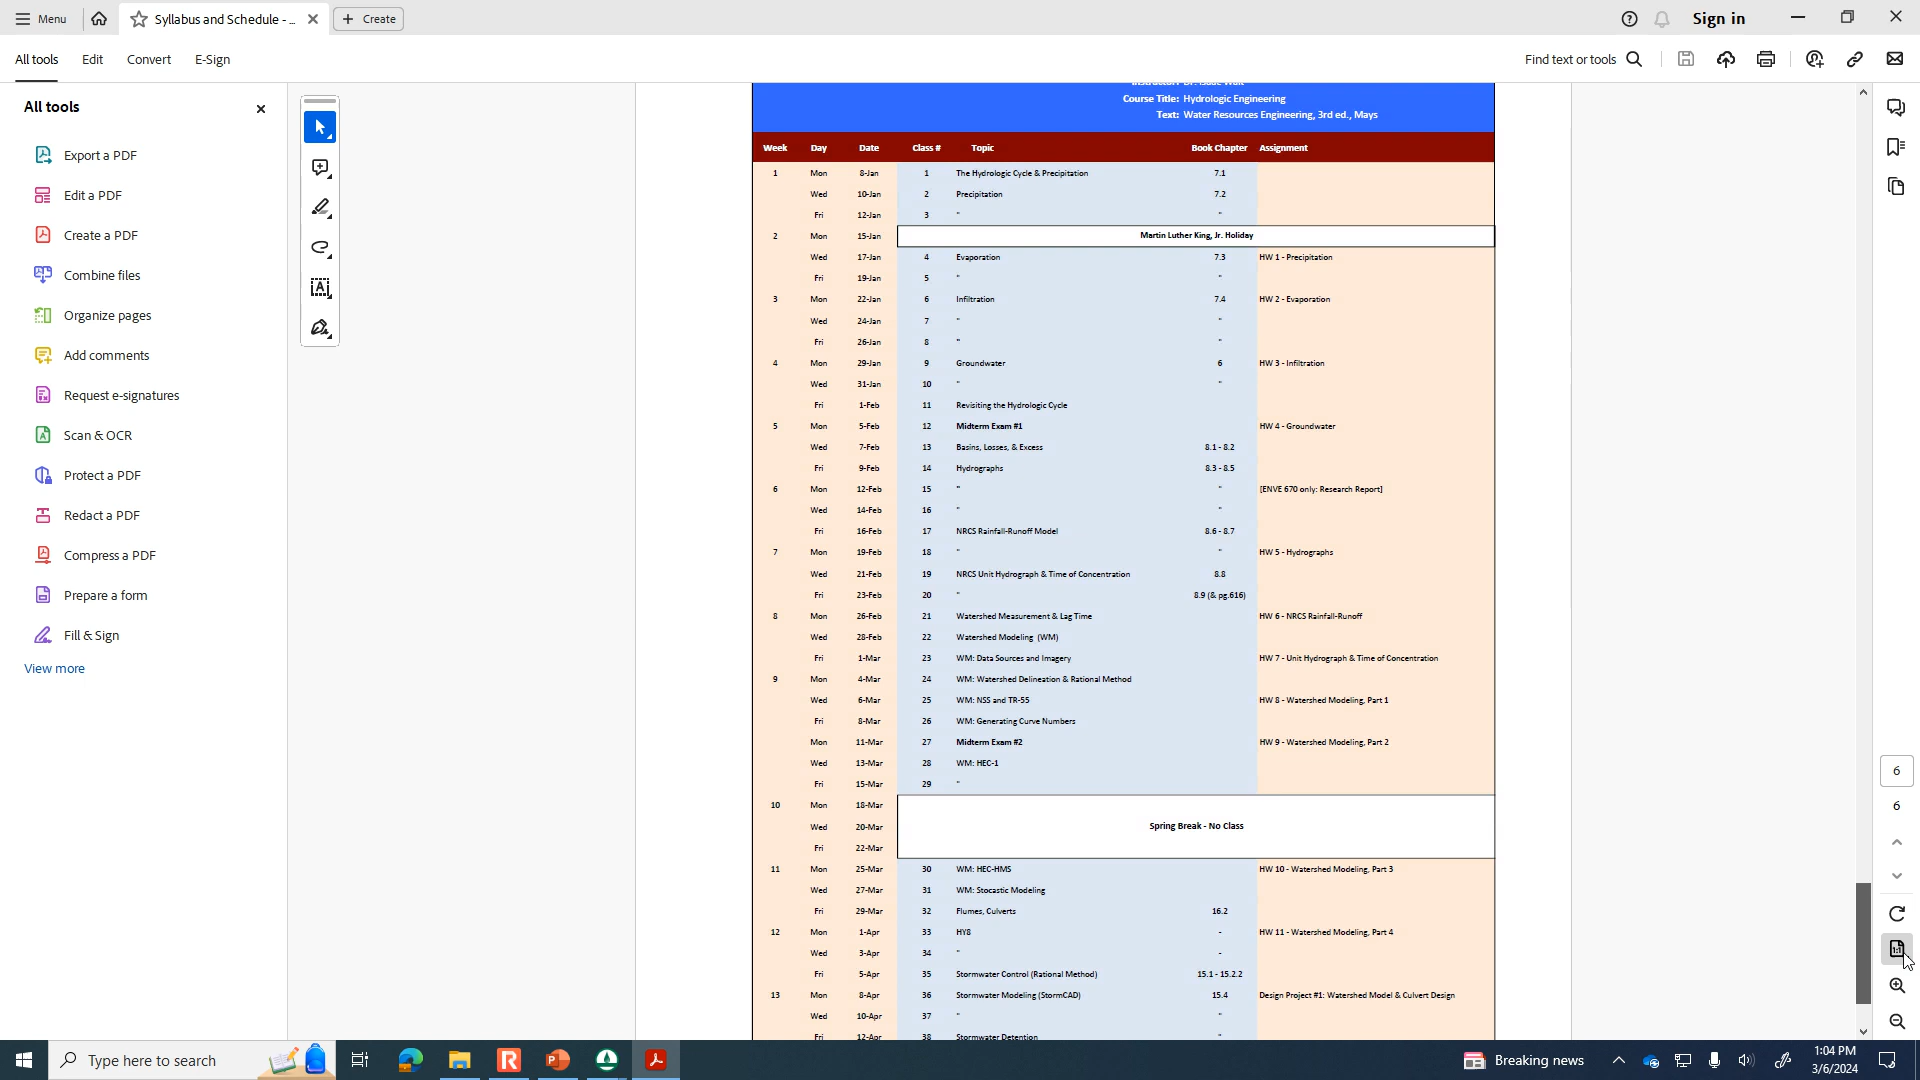 Menu
Syllabus and Schedule - ...
Create
Sign in
All tools
Edit
Convert
E-Sign
Find text or tools
All tools
Export a PDF
Edit a PDF
Create a PDF
Combine files
Organize pages
Add comments
Request e-signatures
Scan & OCR
Protect a PDF
Redact a PDF
Compress a PDF
Prepare a form
Fill & Sign
View more
Course Title: Hydrologic Engineering
Text: Water Resources Engineering, 3rd ed., Mays
Week Day Date Class # Topic Book Chapter Assignment
1 Mon 8-Jan 1 The Hydrologic Cycle & Precipitation 7.1
Wed 10-Jan 2 Precipitation 7.2
Fri 12-Jan 3 " "
2 Mon 15-Jan Martin Luther King, Jr. Holiday
Wed 17-Jan 4 Evaporation 7.3 HW 1 - Precipitation
Fri 19-Jan 5 " "
3 Mon 22-Jan 6 Infiltration 7.4 HW 2 - Evaporation
Wed 24-Jan 7 " "
Fri 26-Jan 8 " "
4 Mon 29-Jan 9 Groundwater 6 HW 3 - Infiltration
Wed 31-Jan 10 " "
Fri 1-Feb 11 Revisiting the Hydrologic Cycle
5 Mon 5-Feb 12 Midterm Exam #1 HW 4 - Groundwater
Wed 7-Feb 13 Basins, Losses, & Excess 8.1 - 8.2
Fri 9-Feb 14 Hydrographs 8.3 - 8.5
6 Mon 12-Feb 15 " " [ENVE 670 only: Research Report]
Wed 14-Feb 16 " "
Fri 16-Feb 17 NRCS Rainfall-Runoff Model 8.6 - 8.7
7 Mon 19-Feb 18 " " HW 5 - Hydrographs
Wed 21-Feb 19 NRCS Unit Hydrograph & Time of Concentration 8.8
Fri 23-Feb 20 " 8.9 (& pg.616)
8 Mon 26-Feb 21 Watershed Measurement & Lag Time HW 6 - NRCS Rainfall-Runoff
Wed 28-Feb 22 Watershed Modeling (WM)
Fri 1-Mar 23 WM: Data Sources and Imagery HW 7 - Unit Hydrograph & Time of Concentration
9 Mon 4-Mar 24 WM: Watershed Delineation & Rational Method
Wed 6-Mar 25 WM: NSS and TR-55 HW 8 - Watershed Modeling, Part 1
Fri 8-Mar 26 WM: Generating Curve Numbers
Mon 11-Mar 27 Midterm Exam #2 HW 9 - Watershed Modeling, Part 2
Wed 13-Mar 28 WM: HEC-1
Fri 15-Mar 29 "
10 Mon 18-Mar
Wed 20-Mar Spring Break - No Class
Fri 22-Mar
11 Mon 25-Mar 30 WM: HEC-HMS HW 10 - Watershed Modeling, Part 3
Wed 27-Mar 31 WM: Stocastic Modeling
Fri 29-Mar 32 Flumes, Culverts 16.2
12 Mon 1-Apr 33 HY8 - HW 11 - Watershed Modeling, Part 4
Wed 3-Apr 34 " -
Fri 5-Apr 35 Stormwater Control (Rational Method) 15.1 - 15.2.2
13 Mon 8-Apr 36 Stormwater Modeling (StormCAD) 15.4 Design Project #1: Watershed Model & Culvert Design
Wed 10-Apr 37 " "
Fri 12-Apr 38 Stormwater Detention "
6
6
Type here to search
Breaking news
1:04 PM
3/6/2024